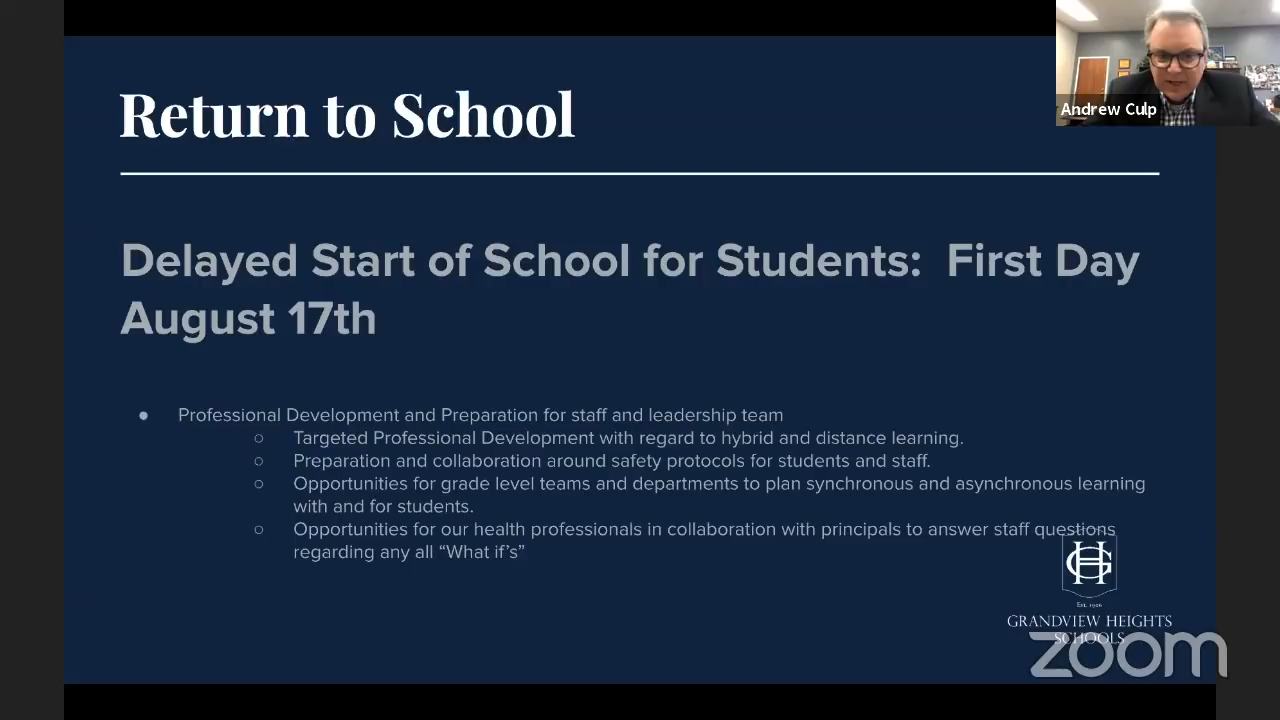 Return to School
Andrew Culp
Delayed Start of School for Students: First Day
August 17th
● Professional Development and Preparation for staff and leadership team
○ Targeted Professional Development with regard to hybrid and distance learning.
○ Preparation and collaboration around safety protocols for students and staff.
○ Opportunities for grade level teams and departments to plan synchronous and asynchronous learning
with and for students.
○ Opportunities for our health professionals in collaboration with principals to answer staff questions
regarding any all “What if’s”
GH
Est. 1906
GRANDVIEW HEIGHTS
SCHOOLS
zoom